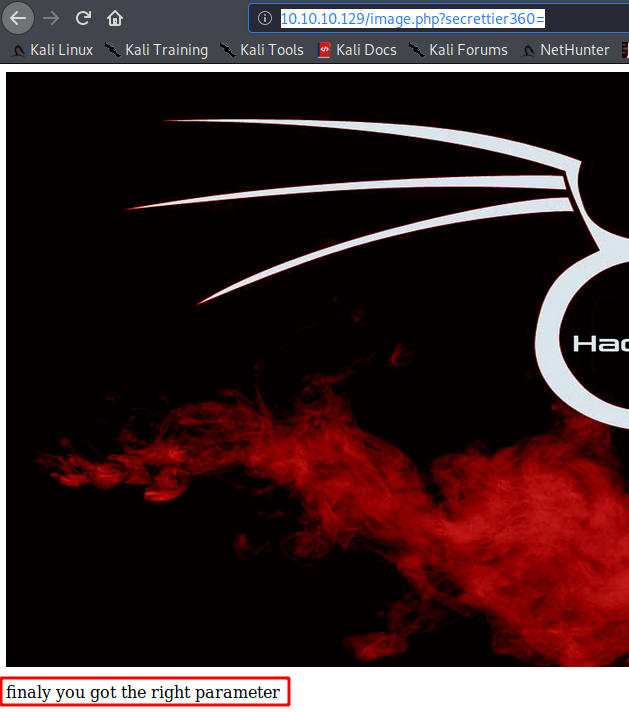 10.10.10.129/image.php?secrettier360=
Kali Linux Kali Training Kali Tools Kali Docs Kali Forums NetHunter
finaly you got the right parameter